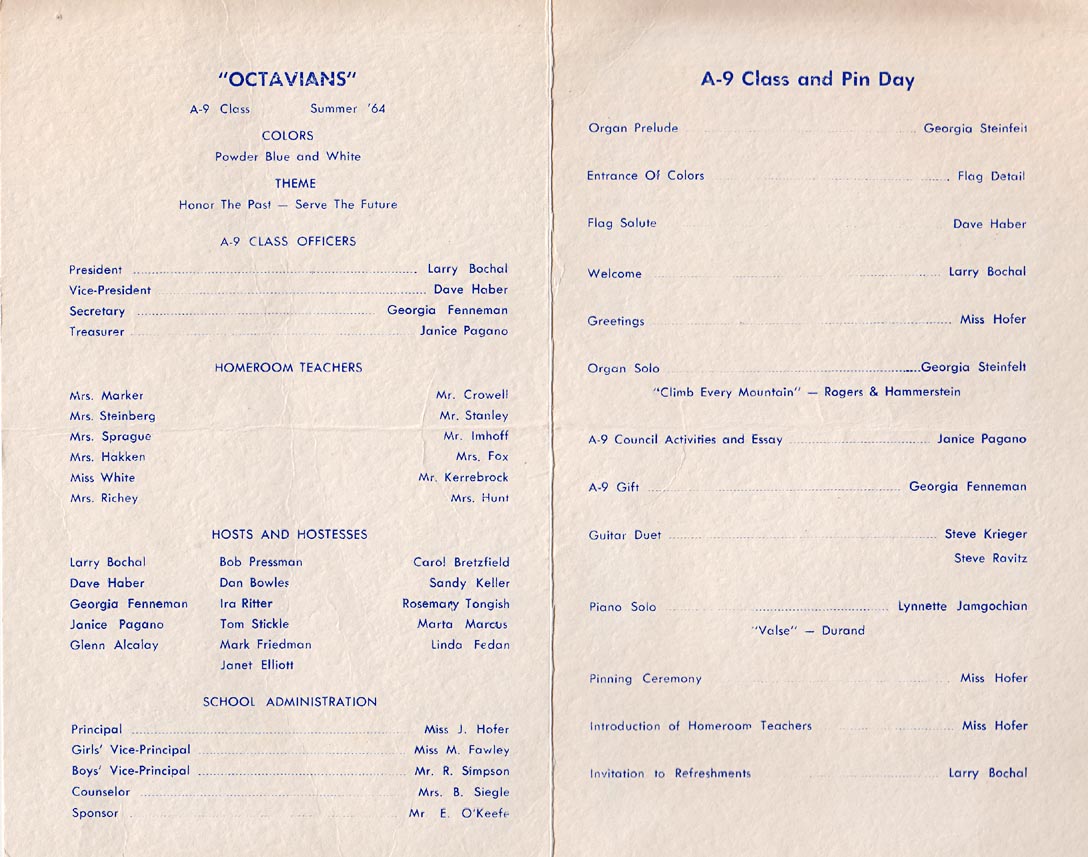 "OCTAVIANS"
A-9 Class Summer '64
COLORS
Powder Blue and White
THEME
Honor The Past — Serve The Future
A-9 CLASS OFFICERS
President Larry Bochal
Vice-President Dave Haber
Secretary Georgia Fenneman
Treasurer Janice Pagano
HOMEROOM TEACHERS
Mrs. Marker Mr. Crowell
Mrs. Steinberg Mr. Stanley
Mrs. Sprague Mr. Imhoff
Mrs. Hakken Mrs. Fox
Miss White Mr. Kerrebrock
Mrs. Richey Mrs. Hunt
HOSTS AND HOSTESSES
Larry Bochal Bob Pressman Carol Bretzfield
Dave Haber Dan Bowles Sandy Keller
Georgia Fenneman Ira Ritter Rosemary Tongish
Janice Pagano Tom Stickle Marta Marcus
Glenn Alcalay Mark Friedman Linda Fedan
Janet Elliott
SCHOOL ADMINISTRATION
Principal Miss J. Hofer
Girls' Vice-Principal Miss M. Fawley
Boys' Vice-Principal Mr. R. Simpson
Counselor Mrs. B. Siegle
Sponsor Mr E. O'Keefe
A-9 Class and Pin Day
Organ Prelude Georgia Steinfelt
Entrance Of Colors Flag Detail
Flag Salute Dave Haber
Welcome Larry Bochal
Greetings Miss Hofer
Organ Solo Georgia Steinfelt
"Climb Every Mountain" — Rogers & Hammerstein
A-9 Council Activities and Essay Janice Pagano
A-9 Gift Georgia Fenneman
Guitar Duet Steve Krieger
Steve Ravitz
Piano Solo Lynnette Jamgochian
"Valse" — Durand
Pinning Ceremony Miss Hofer
Introduction of Homeroom Teachers Miss Hofer
Invitation to Refreshments Larry Bochal